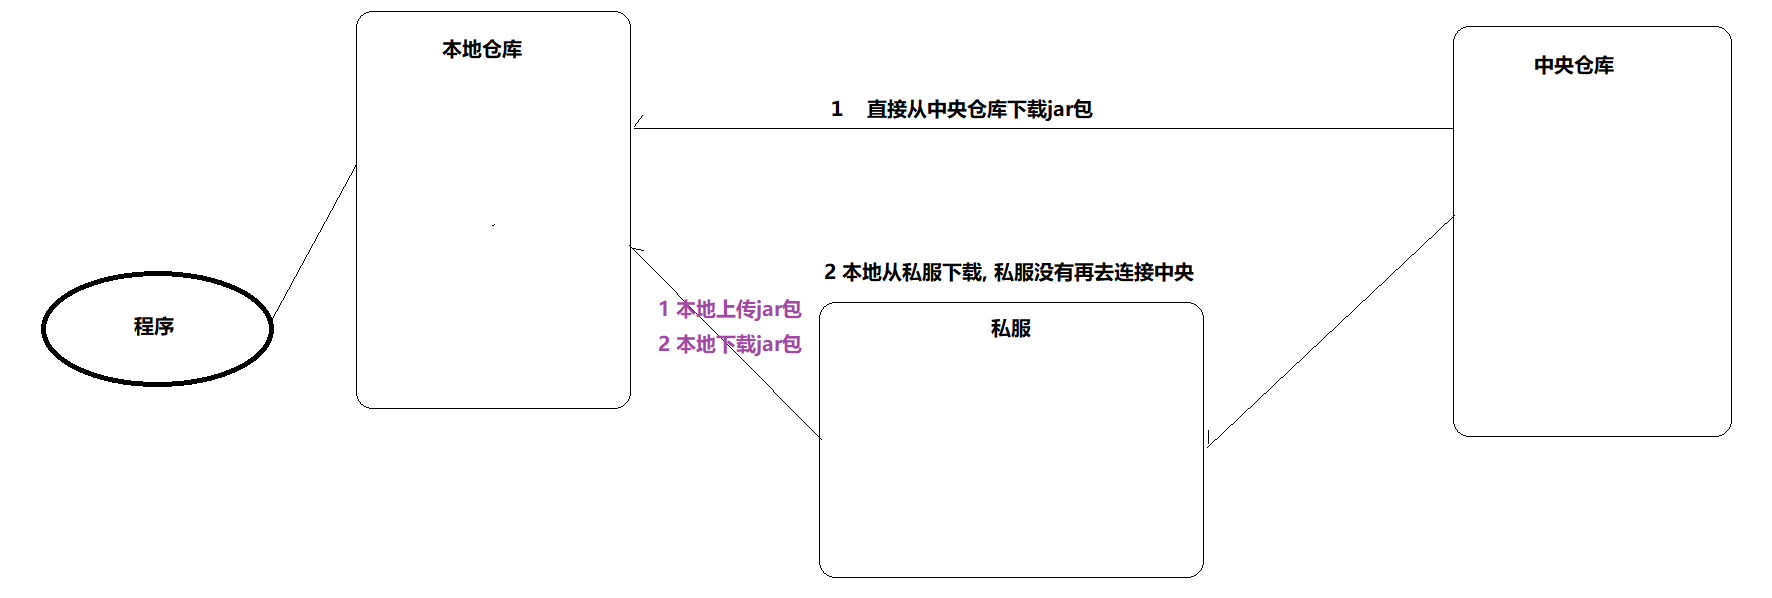 本地仓库
中央仓库
1 直接从中央仓库下载jar包
2 本地从私服下载, 私服没有再去连接中央
1 本地上传jar包
2 本地下载jar包
私服
程序